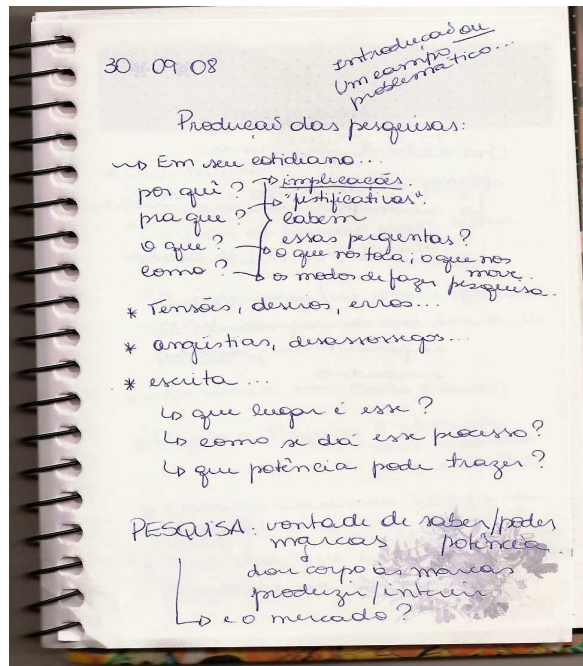 30 09 08
introdução ou
um campo
problemático...
Produção das pesquisas:
Em seu cotidiano...
por quê? → implicações.
pra que? → "justificativas".
cabem
essas perguntas?
o que? → o que nos toca; o que nos
move.
como? → os modos de fazer pesquisa.
* Tensões, desvios, erros...
* angústias, desassossegos...
* escrita...
↳ que lugar é esse?
↳ como se dá esse processo?
↳ que potência pode trazer?
PESQUISA: vontade de saber/poder
marcas potência
dar corpo às marcas
produzir/intervir
↳ e o mercado?